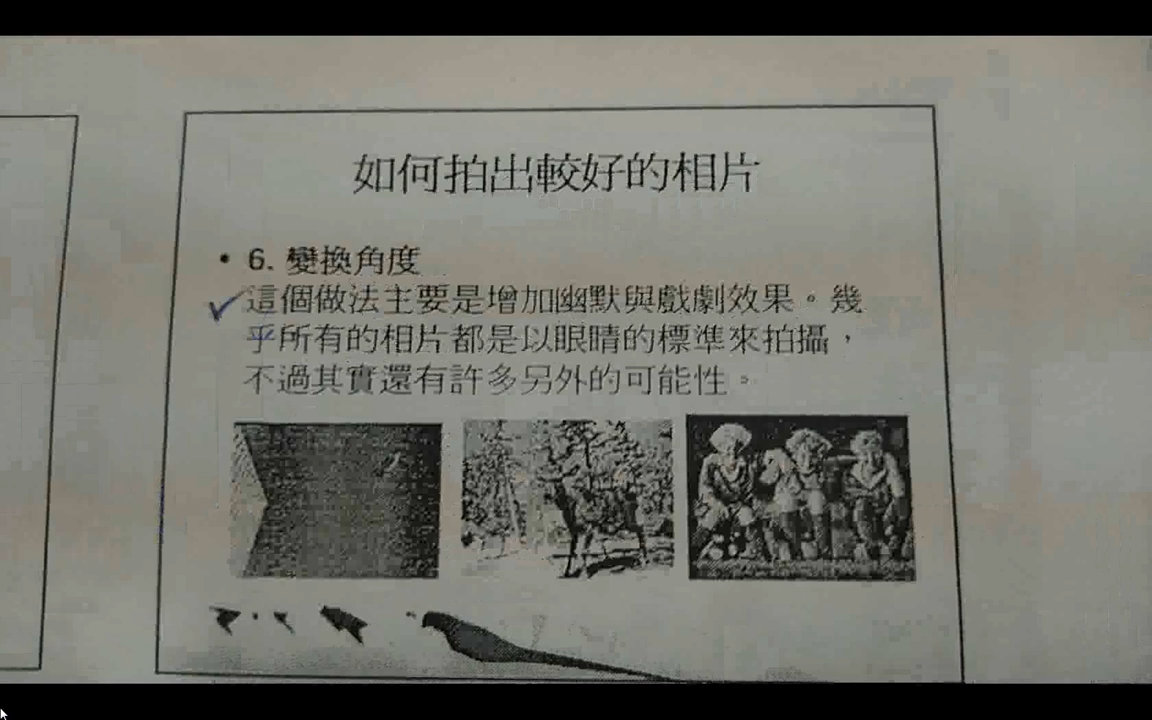 如何拍出較好的相片
• 6. 變換角度
✓這個做法主要是增加幽默與戲劇效果。幾
乎所有的相片都是以眼睛的標準來拍攝，
不過其實還有許多另外的可能性。